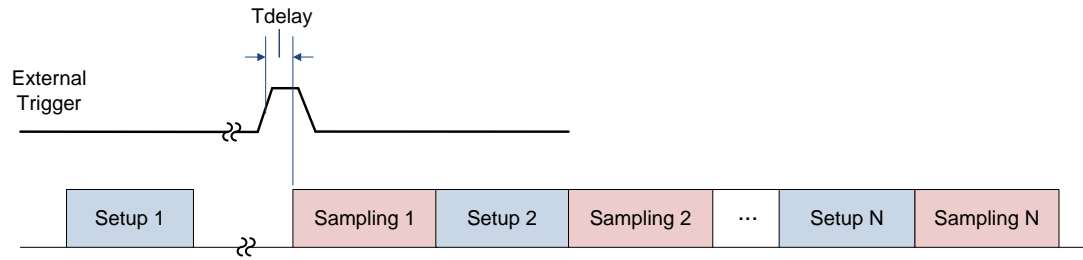 Tdelay
External
Trigger
Setup 1
Sampling 1
Setup 2
Sampling 2
...
Setup N
Sampling N